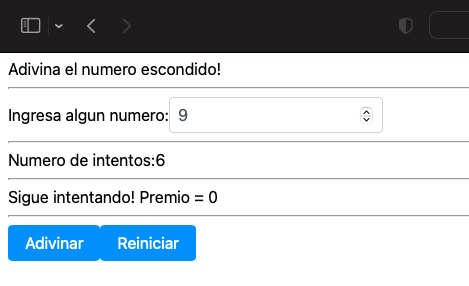 Adivina el numero escondido!
Ingresa algun numero: 9
Numero de intentos:6
Sigue intentando! Premio = 0
Adivinar Reiniciar